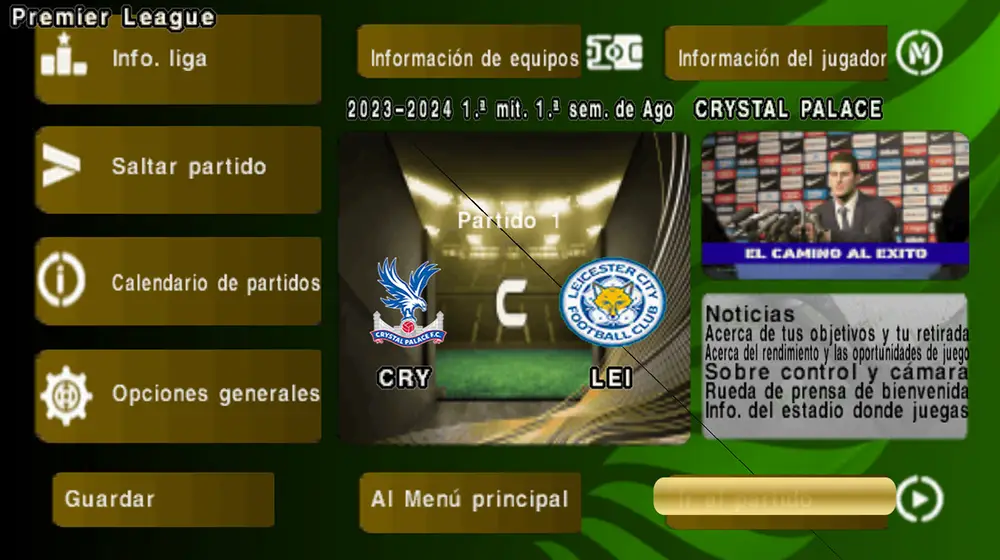 Premier League
Info. liga
Información de equipos
Información del jugador
M
2023-2024 1.ª mit. 1.ª sem. de Ago
CRYSTAL PALACE
Saltar partido
Partido 1
EL CAMINO AL EXITO
Calendario de partidos
C
CRYSTAL PALACE F.C.
LEICESTER CITY
FOOTBALL CLUB
CRY
LEI
Noticias
Acerca de tus objetivos y tu retirada
Acerca del rendimiento y las oportunidades de juego
Sobre control y cámara
Rueda de prensa de bienvenida
Info. del estadio donde juegas
Opciones generales
Guardar
Al Menú principal
Ir al partido